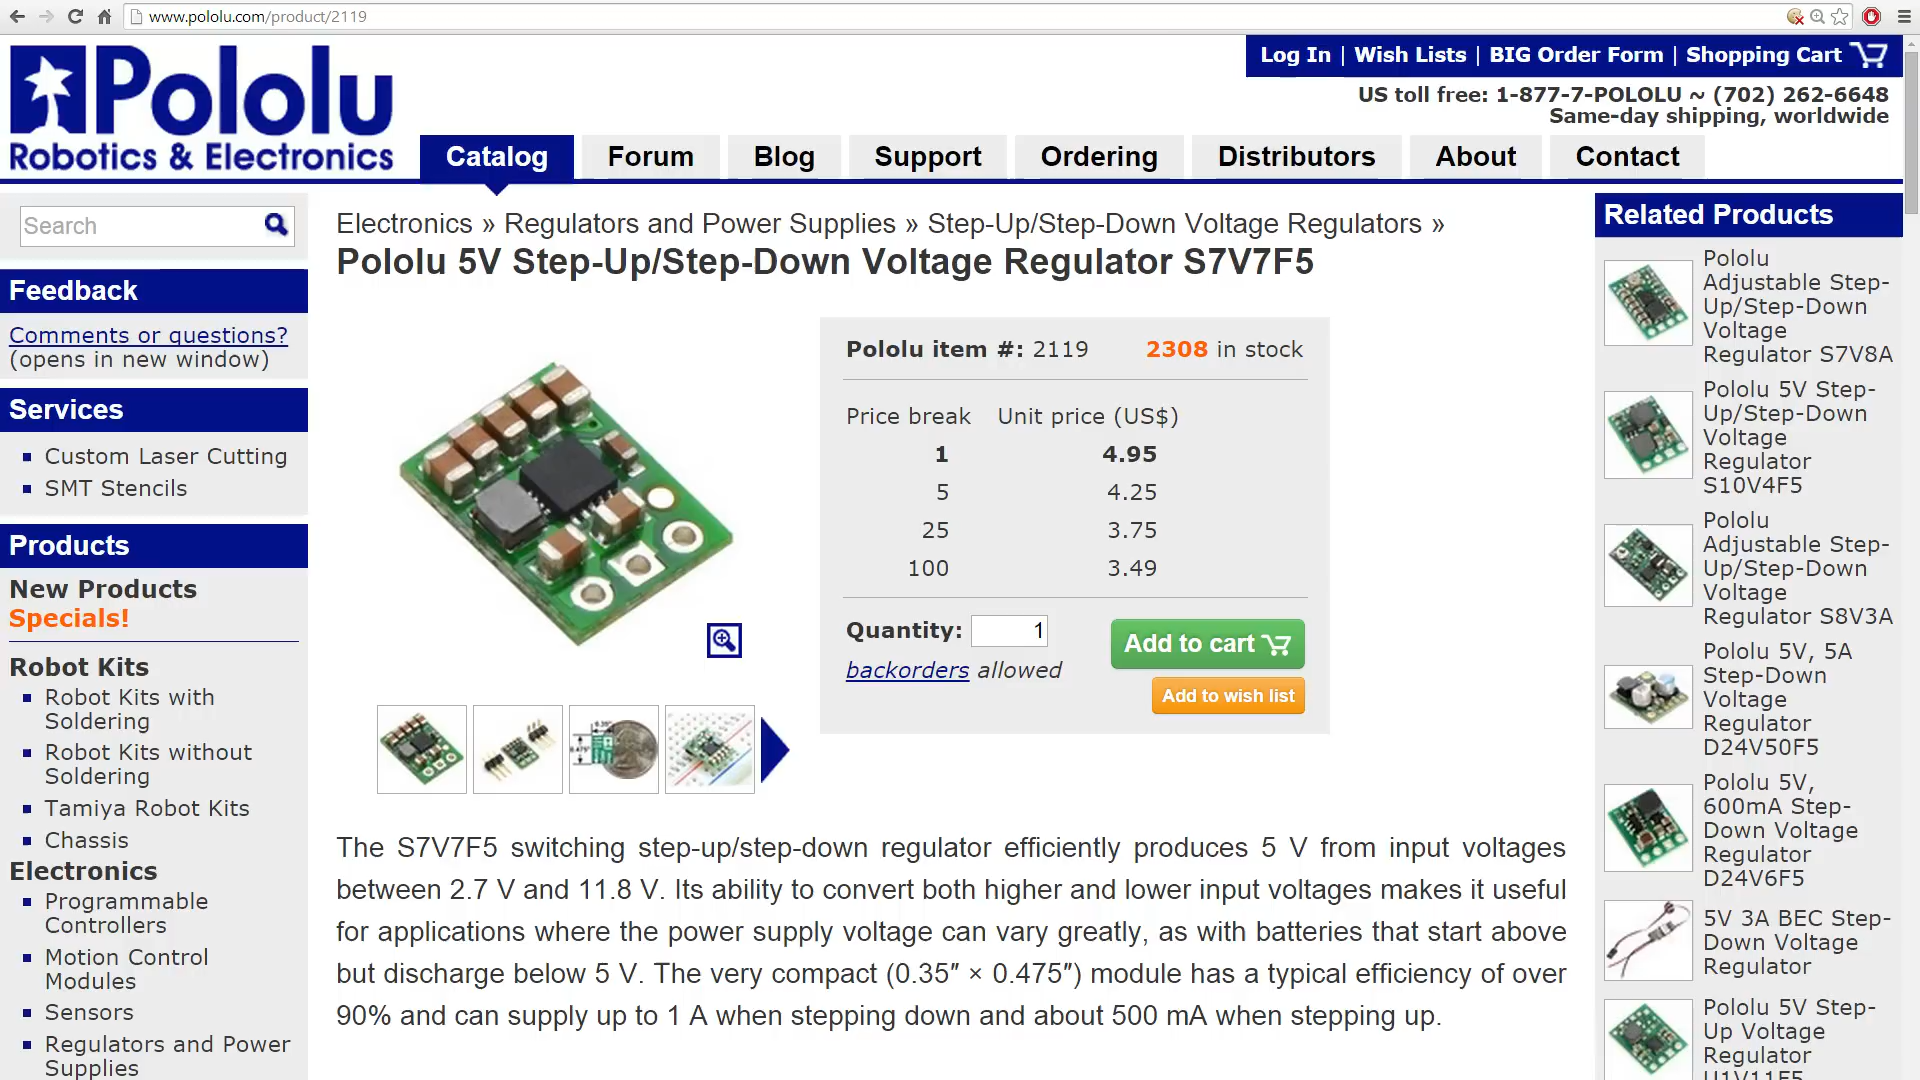 www.pololu.com/product/2119
Pololu
Robotics & Electronics
Log In | Wish Lists | BIG Order Form | Shopping Cart
US toll free: 1-877-7-POLOLU ~ (702) 262-6648
Same-day shipping, worldwide
Catalog
Forum
Blog
Support
Ordering
Distributors
About
Contact
Search
Feedback
Comments or questions?
(opens in new window)
Services
Custom Laser Cutting
SMT Stencils
Products
New Products
Specials!
Robot Kits
Robot Kits with
Soldering
Robot Kits without
Soldering
Tamiya Robot Kits
Chassis
Electronics
Programmable
Controllers
Motion Control
Modules
Sensors
Regulators and Power
Supplies
Electronics » Regulators and Power Supplies » Step-Up/Step-Down Voltage Regulators »
Pololu 5V Step-Up/Step-Down Voltage Regulator S7V7F5
Pololu item #: 2119 2308 in stock
Price break Unit price (US$)
1 4.95
5 4.25
25 3.75
100 3.49
Quantity: 1
Add to cart
backorders allowed
Add to wish list
0.35"
0.475"
The S7V7F5 switching step-up/step-down regulator efficiently produces 5 V from input voltages
between 2.7 V and 11.8 V. Its ability to convert both higher and lower input voltages makes it useful
for applications where the power supply voltage can vary greatly, as with batteries that start above
but discharge below 5 V. The very compact (0.35″ × 0.475″) module has a typical efficiency of over
90% and can supply up to 1 A when stepping down and about 500 mA when stepping up.
Related Products
Pololu
Adjustable Step-
Up/Step-Down
Voltage
Regulator S7V8A
Pololu 5V Step-
Up/Step-Down
Voltage
Regulator
S10V4F5
Pololu
Adjustable Step-
Up/Step-Down
Voltage
Regulator S8V3A
Pololu 5V, 5A
Step-Down
Voltage
Regulator
D24V50F5
Pololu 5V,
600mA Step-
Down Voltage
Regulator
D24V6F5
5V 3A BEC Step-
Down Voltage
Regulator
Pololu 5V Step-
Up Voltage
Regulator
U1V11F5